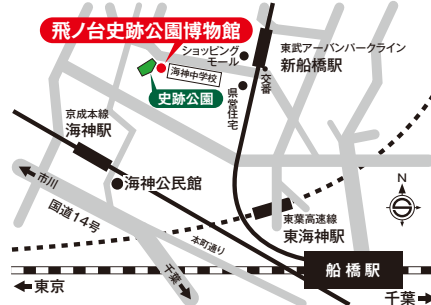 飛ノ台史跡公園博物館
ショッピング
モール
海神中学校
史跡公園
交番
県営住宅
東武アーバンパークライン
新船橋駅
京成本線
海神駅
市川
国道14号
海神公民館
本町通り
千葉
東葉高速線
東海神駅
N
S
船橋駅
東京
千葉